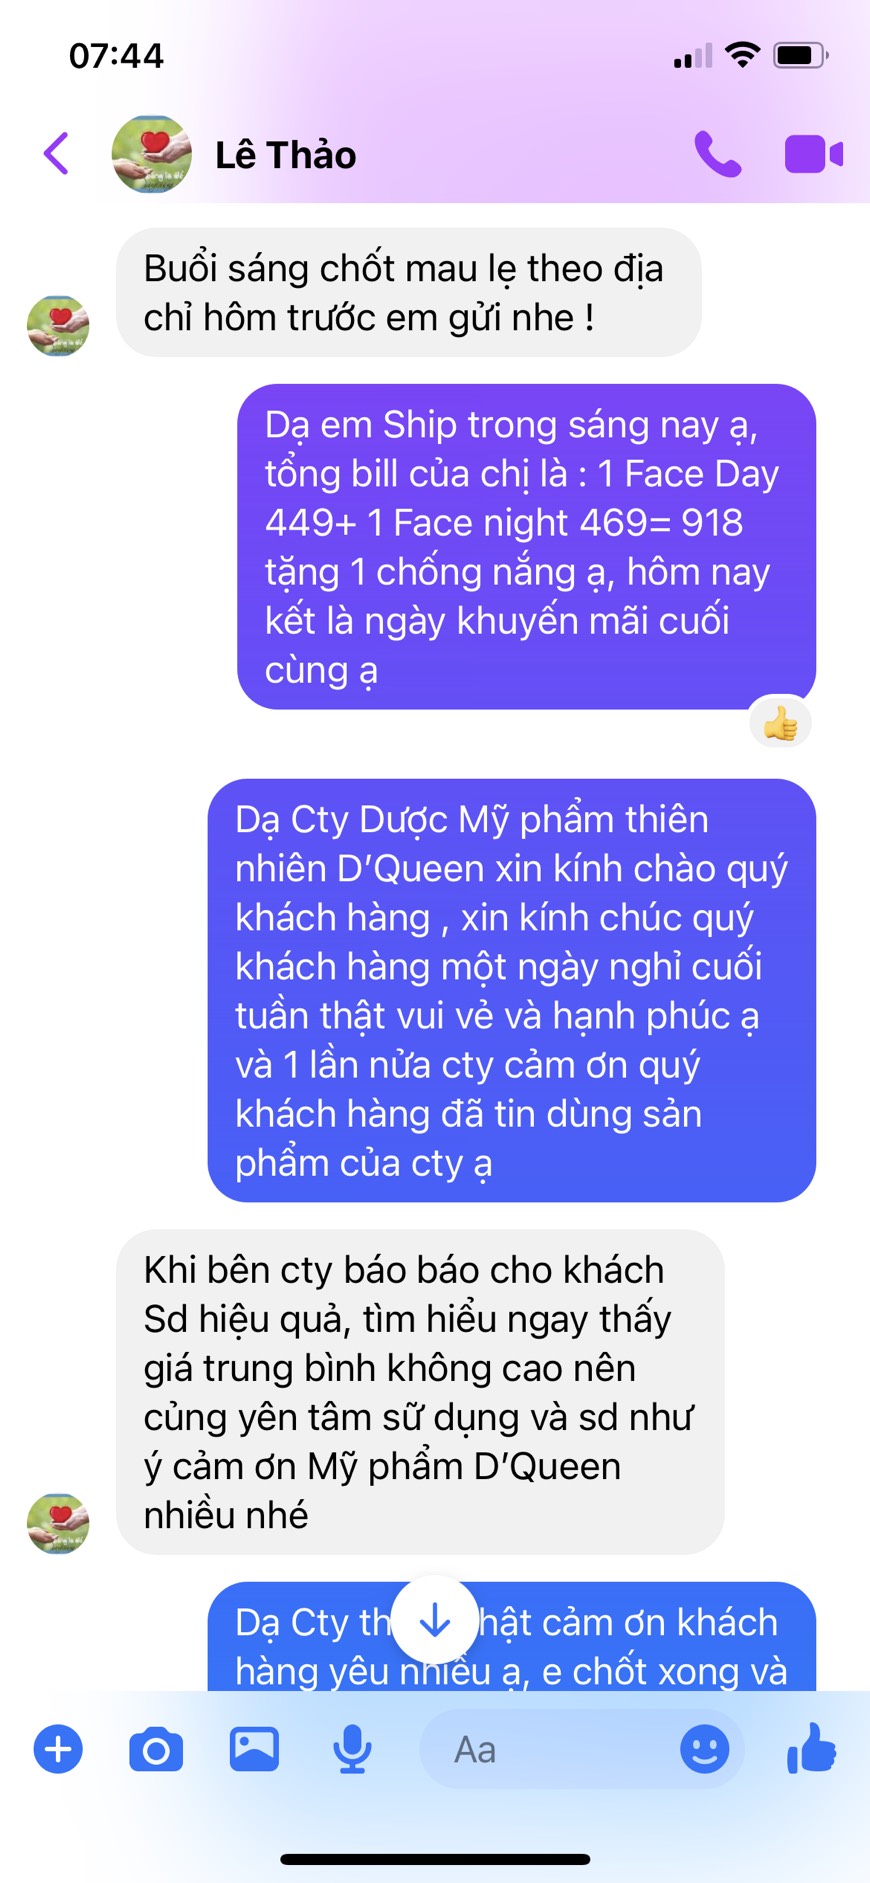 07:44
Lê Thảo
Buổi sáng chốt mau lẹ theo địa
chỉ hôm trước em gửi nhe !
Dạ em Ship trong sáng nay ạ,
tổng bill của chị là : 1 Face Day
449+ 1 Face night 469= 918
tặng 1 chống nắng ạ, hôm nay
kết là ngày khuyến mãi cuối
cùng ạ
Dạ Cty Dược Mỹ phẩm thiên
nhiên D’Queen xin kính chào quý
khách hàng , xin kính chúc quý
khách hàng một ngày nghỉ cuối
tuần thật vui vẻ và hạnh phúc ạ
và 1 lần nửa cty cảm ơn quý
khách hàng đã tin dùng sản
phẩm của cty ạ
Khi bên cty báo báo cho khách
Sd hiệu quả, tìm hiểu ngay thấy
giá trung bình không cao nên
củng yên tâm sữ dụng và sd như
ý cảm ơn Mỹ phẩm D’Queen
nhiều nhé
Dạ Cty cảm ơn khách
hàng yêu nhiều ạ, e chốt xong và
Aa